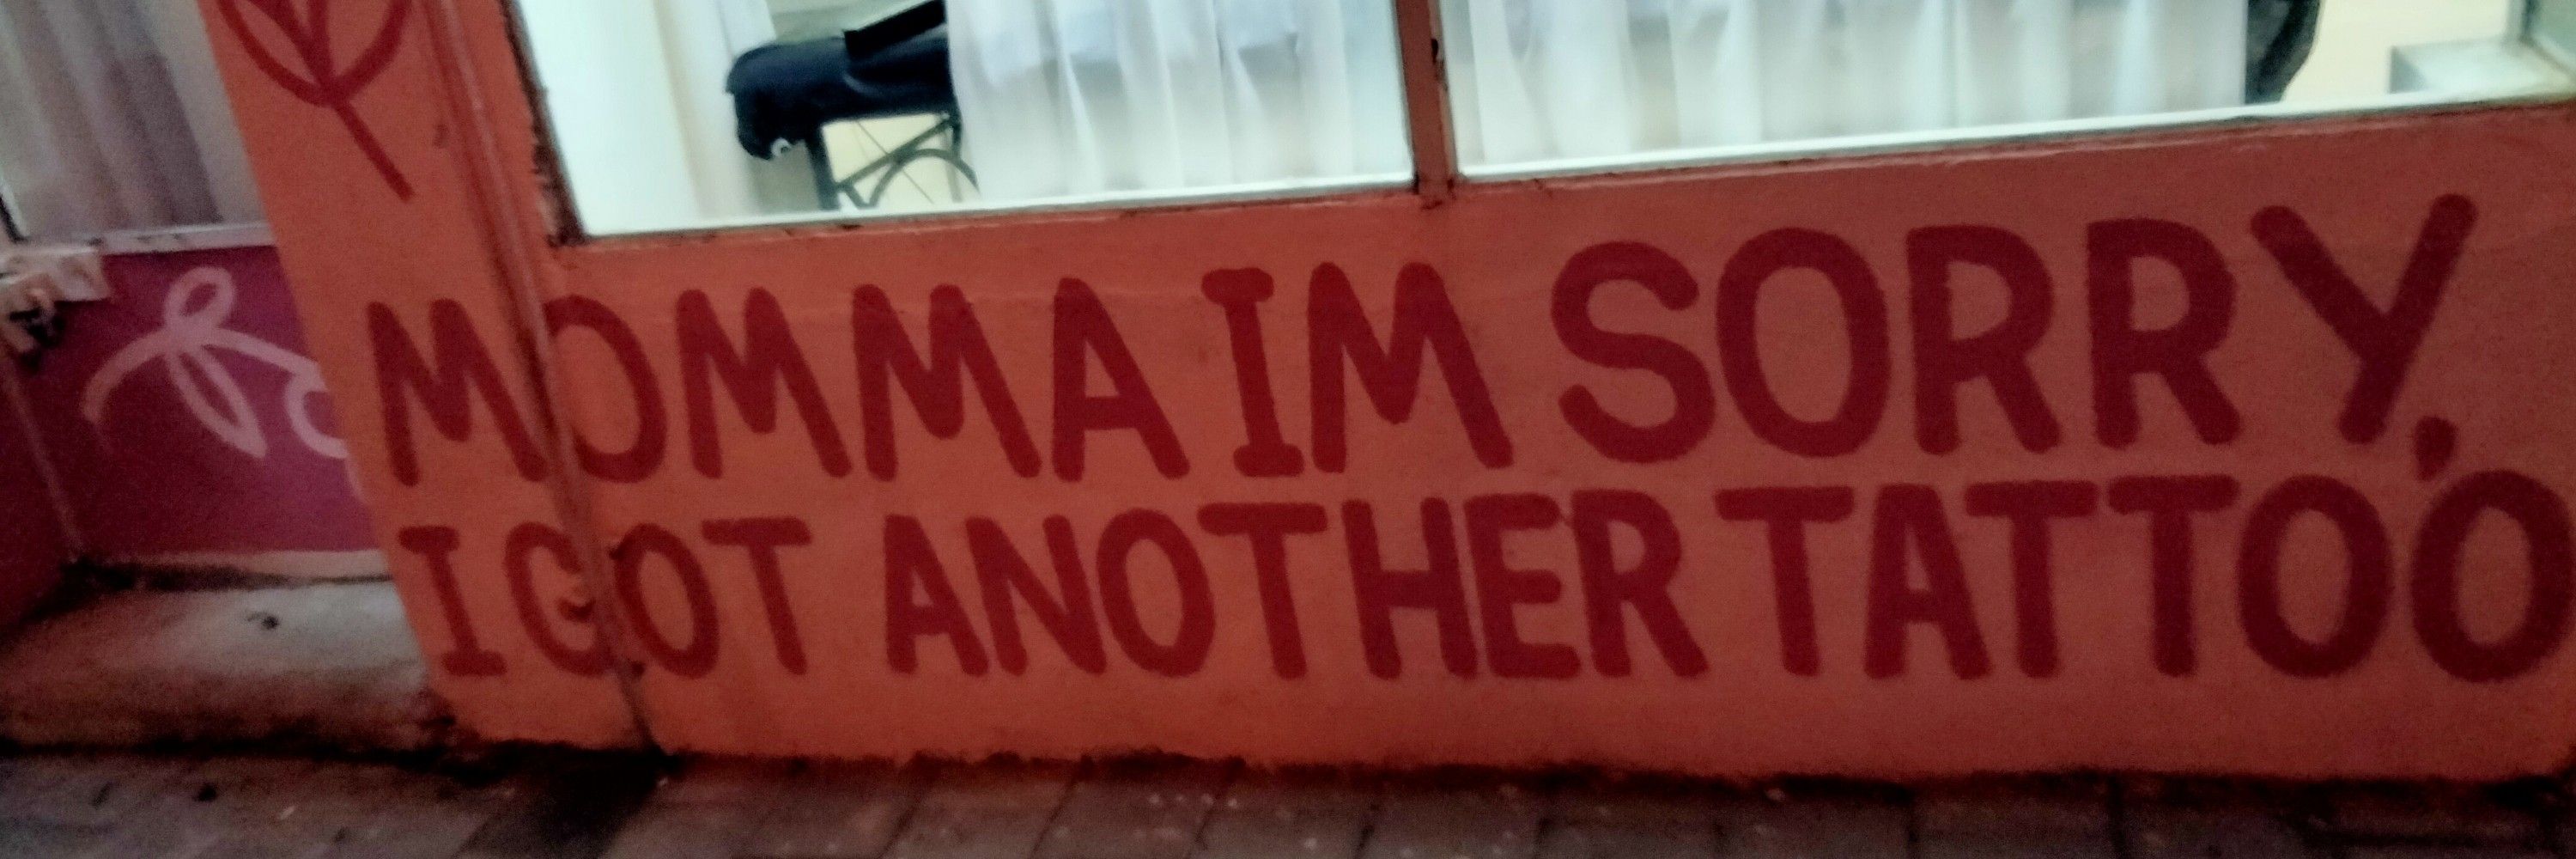 MOMMA IM SORRY,
I GOT ANOTHER TATTOO